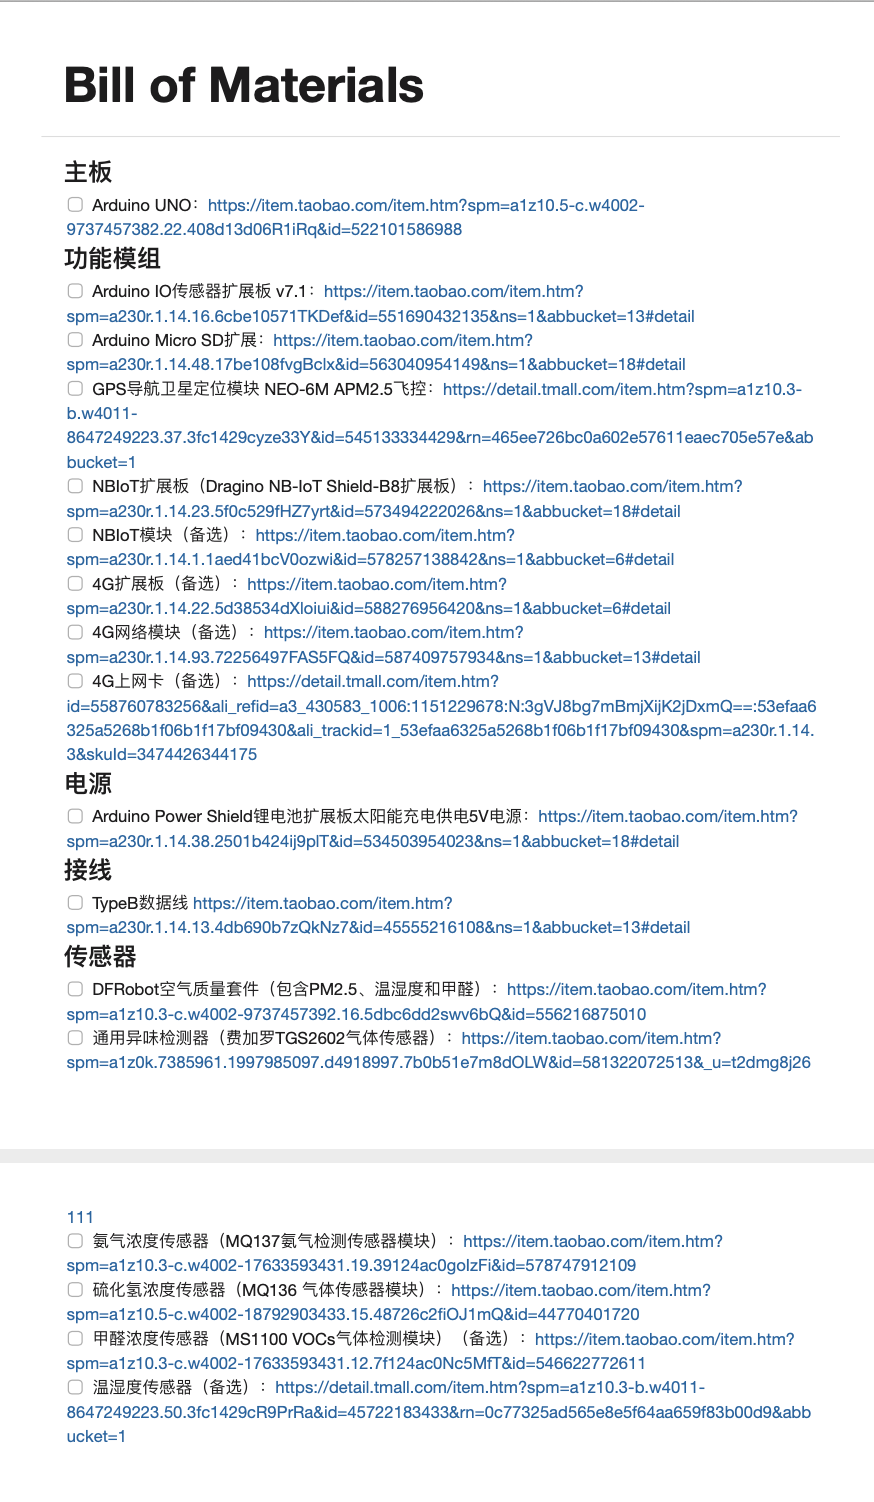 Bill of Materials
主板
Arduino UNO：https://item.taobao.com/item.htm?spm=a1z10.5-c.w4002-
9737457382.22.408d13d06R1iRq&id=522101586988
功能模组
Arduino IO传感器扩展板 v7.1：https://item.taobao.com/item.htm?
spm=a230r.1.14.16.6cbe10571TKDef&id=551690432135&ns=1&abbucket=13#detail
Arduino Micro SD扩展：https://item.taobao.com/item.htm?
spm=a230r.1.14.48.17be108fvgBclx&id=563040954149&ns=1&abbucket=18#detail
GPS导航卫星定位模块 NEO-6M APM2.5飞控：https://detail.tmall.com/item.htm?spm=a1z10.3-
b.w4011-
8647249223.37.3fc1429cyze33Y&id=545133334429&rn=465ee726bc0a602e57611eaec705e57e&ab
bucket=1
NBIoT扩展板（Dragino NB-IoT Shield-B8扩展板）：https://item.taobao.com/item.htm?
spm=a230r.1.14.23.5f0c529fHZ7yrt&id=573494222026&ns=1&abbucket=18#detail
NBIoT模块（备选）：https://item.taobao.com/item.htm?
spm=a230r.1.14.1.1aed41bcV0ozwi&id=578257138842&ns=1&abbucket=6#detail
4G扩展板（备选）：https://item.taobao.com/item.htm?
spm=a230r.1.14.22.5d38534dXloiui&id=588276956420&ns=1&abbucket=6#detail
4G网络模块（备选）：https://item.taobao.com/item.htm?
spm=a230r.1.14.93.72256497FAS5FQ&id=587409757934&ns=1&abbucket=13#detail
4G上网卡（备选）：https://detail.tmall.com/item.htm?
id=558760783256&ali_refid=a3_430583_1006:1151229678:N:3gVJ8bg7mBmjXijK2jDxmQ==:53efaa6
325a5268b1f06b1f17bf09430&ali_trackid=1_53efaa6325a5268b1f06b1f17bf09430&spm=a230r.1.14.
3&skuId=3474426344175
电源
Arduino Power Shield锂电池扩展板太阳能充电供电5V电源：https://item.taobao.com/item.htm?
spm=a230r.1.14.38.2501b424ij9plT&id=534503954023&ns=1&abbucket=18#detail
接线
TypeB数据线 https://item.taobao.com/item.htm?
spm=a230r.1.14.13.4db690b7zQkNz7&id=45555216108&ns=1&abbucket=13#detail
传感器
DFRobot空气质量套件（包含PM2.5、温湿度和甲醛）：https://item.taobao.com/item.htm?
spm=a1z10.3-c.w4002-9737457392.16.5dbc6dd2swv6bQ&id=556216875010
通用异味检测器（费加罗TGS2602气体传感器）：https://item.taobao.com/item.htm?
spm=a1z0k.7385961.1997985097.d4918997.7b0b51e7m8dOLW&id=581322072513&_u=t2dmg8j26
111
氨气浓度传感器（MQ137氨气检测传感器模块）：https://item.taobao.com/item.htm?
spm=a1z10.3-c.w4002-17633593431.19.39124ac0golzFi&id=578747912109
硫化氢浓度传感器（MQ136 气体传感器模块）：https://item.taobao.com/item.htm?
spm=a1z10.5-c.w4002-18792903433.15.48726c2fiOJ1mQ&id=44770401720
甲醛浓度传感器（MS1100 VOCs气体检测模块）（备选）：https://item.taobao.com/item.htm?
spm=a1z10.3-c.w4002-17633593431.12.7f124ac0Nc5MfT&id=546622772611
温湿度传感器（备选）：https://detail.tmall.com/item.htm?spm=a1z10.3-b.w4011-
8647249223.50.3fc1429cR9PrRa&id=45722183433&rn=0c77325ad565e8e5f64aa659f83b00d9&abb
ucket=1